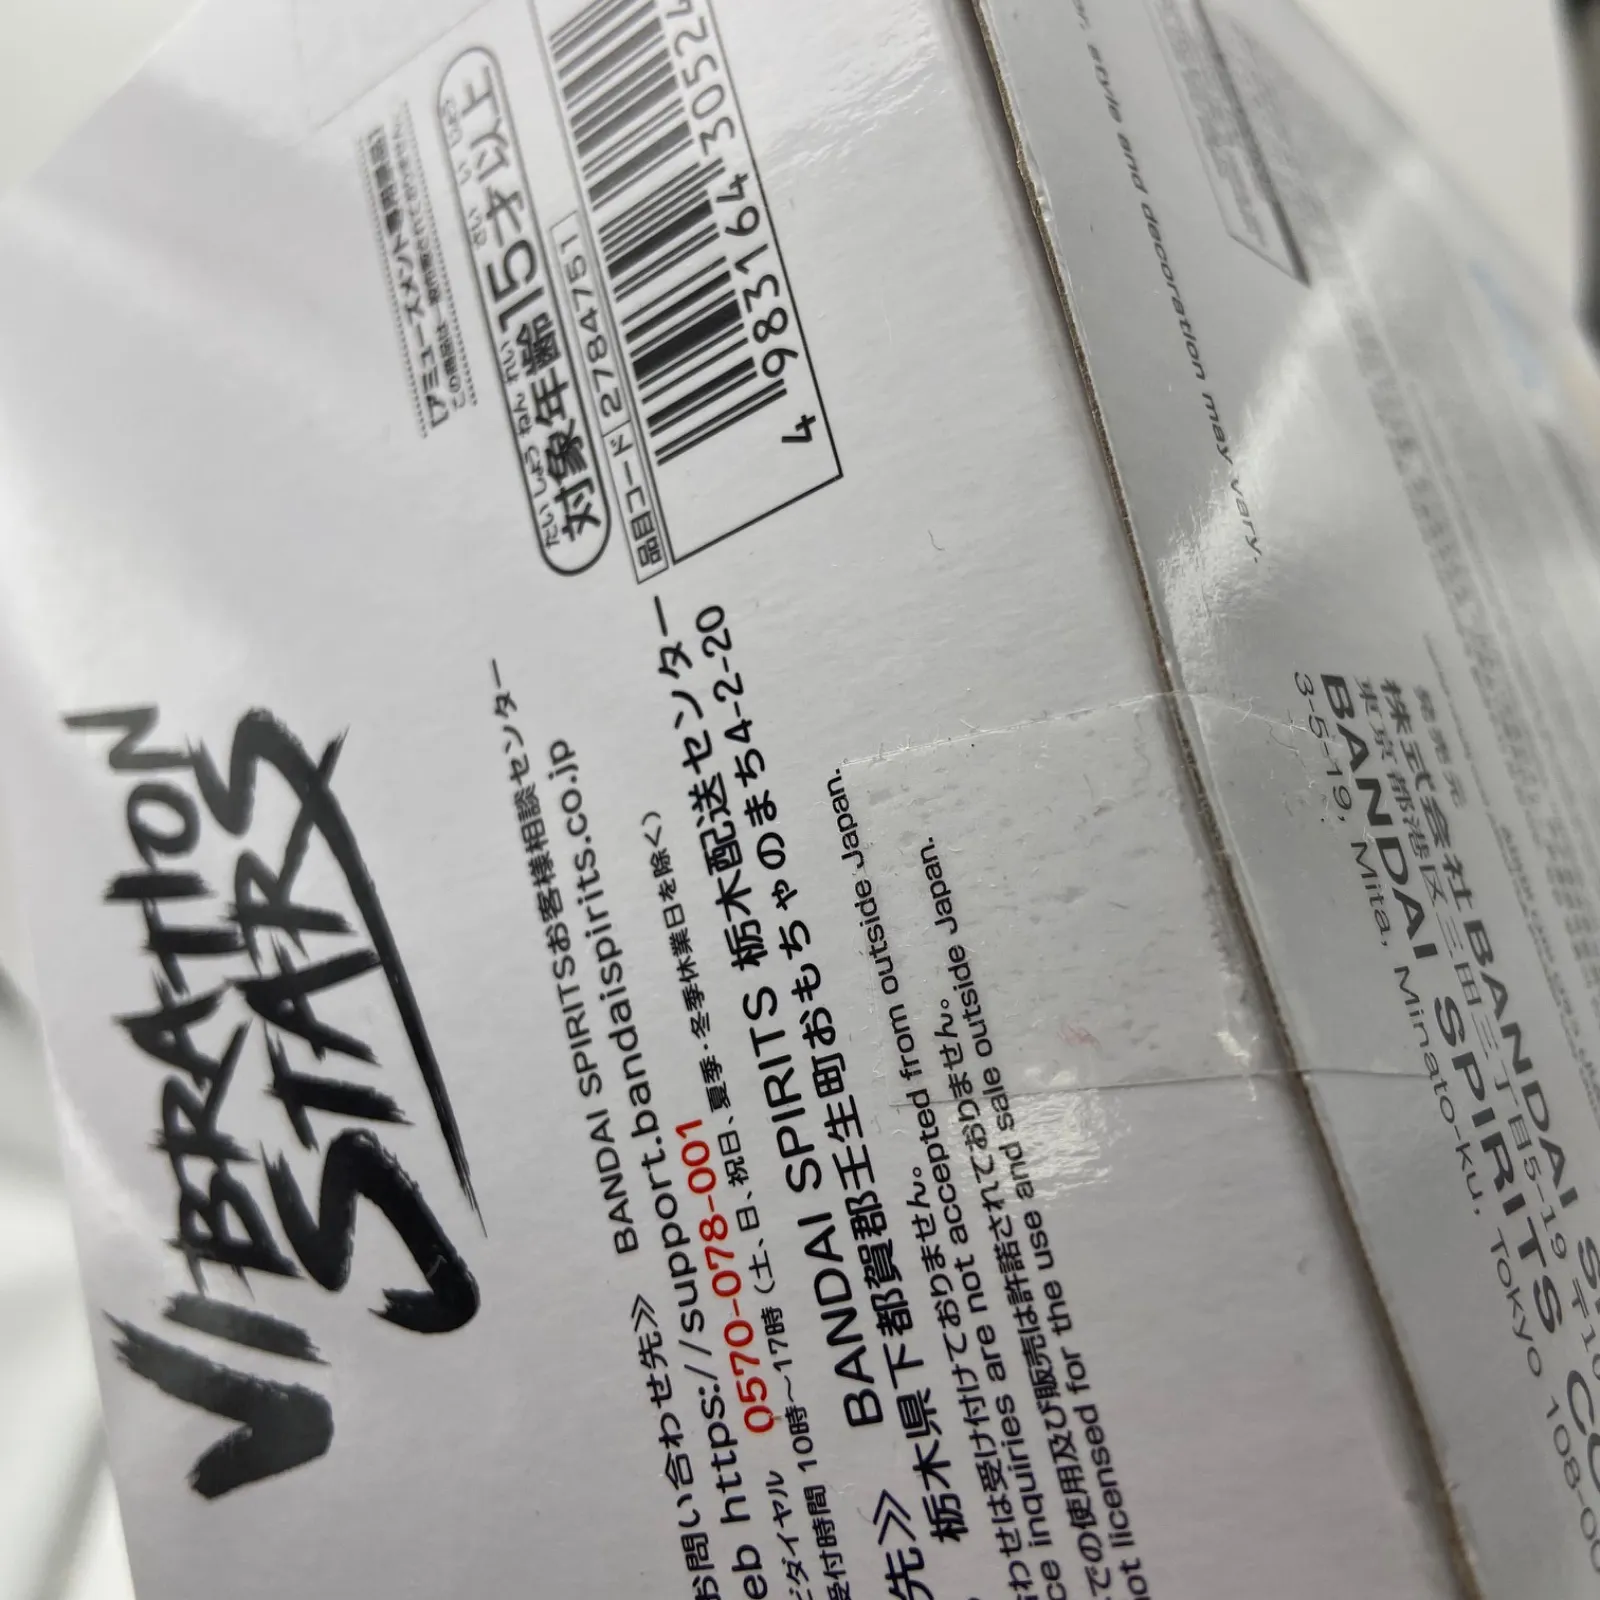 VIBRATION
STARS
アミューズメント専用景品
対象年齢15才以上
たい しょう ねん れい さい い じょう
品目コード 2784751
4 983164 30524
お問い合わせ先≫ BANDAI SPIRITSお客様相談センター
eb https://support.bandaispirits.co.jp
ビダイヤル 0570-078-001
受付時間 10時〜17時 (土、日、祝日、夏季・冬季休業日を除く)
先≫ BANDAI SPIRITS 栃木配送センター
栃木県下都賀郡壬生町おもちゃのまち4-2-20
わせは受け付けておりません。
ce inquiries are not accepted from outside Japan.
での使用及び販売は許諾されておりません。
not licensed for the use and sale outside Japan.
style and decoration may vary.
発売元
株式会社BANDAI
東京都港区三田三丁目5-19
BANDAI SPIRITS CO
3-5-19, Mita, Minato-ku, Tokyo 108-00